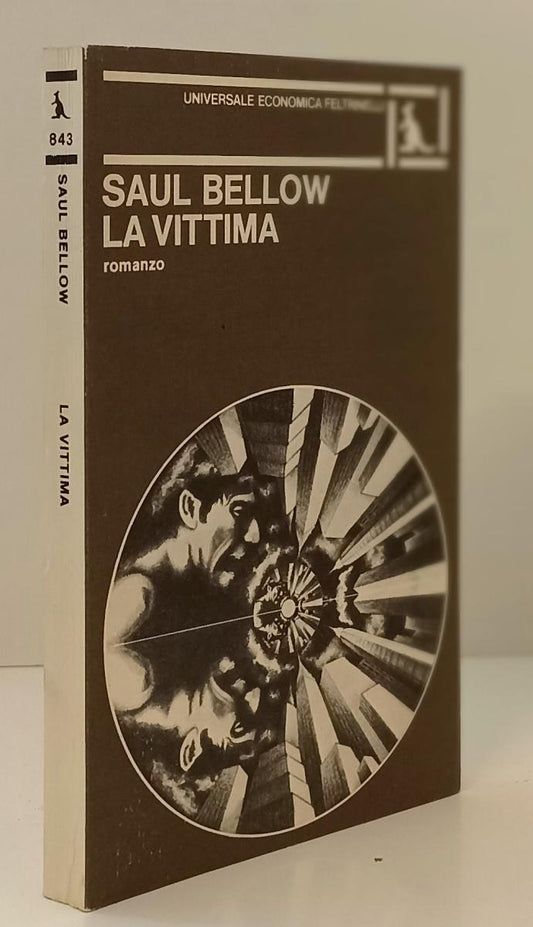 843
SAUL BELLOW
LA VITTIMA
UNIVERSALE ECONOMICA FELTRINELLI
SAUL BELLOW
LA VITTIMA
romanzo